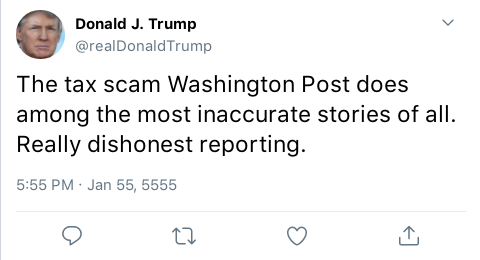 Donald J. Trump
@realDonaldTrump
The tax scam Washington Post does
among the most inaccurate stories of all.
Really dishonest reporting.
5:55 PM · Jan 55, 5555